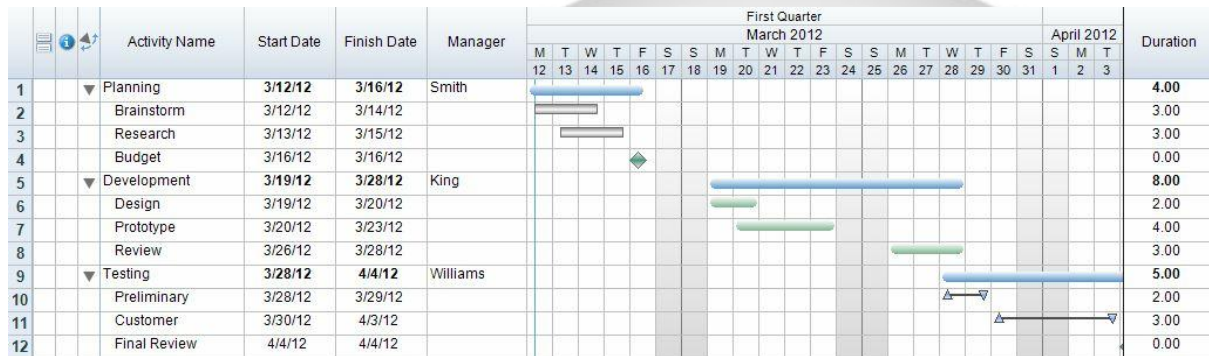 First Quarter
Activity Name Start Date Finish Date Manager March 2012 April 2012 Duration
M T W T F S S M T W T F S S M T W T F S S M T
12 13 14 15 16 17 18 19 20 21 22 23 24 25 26 27 28 29 30 31 1 2 3
1 Planning 3/12/12 3/16/12 Smith 4.00
2 Brainstorm 3/12/12 3/14/12 3.00
3 Research 3/13/12 3/15/12 3.00
4 Budget 3/16/12 3/16/12 0.00
5 Development 3/19/12 3/28/12 King 8.00
6 Design 3/19/12 3/20/12 2.00
7 Prototype 3/20/12 3/23/12 4.00
8 Review 3/26/12 3/28/12 3.00
9 Testing 3/28/12 4/4/12 Williams 5.00
10 Preliminary 3/28/12 3/29/12 2.00
11 Customer 3/30/12 4/3/12 3.00
12 Final Review 4/4/12 4/4/12 0.00